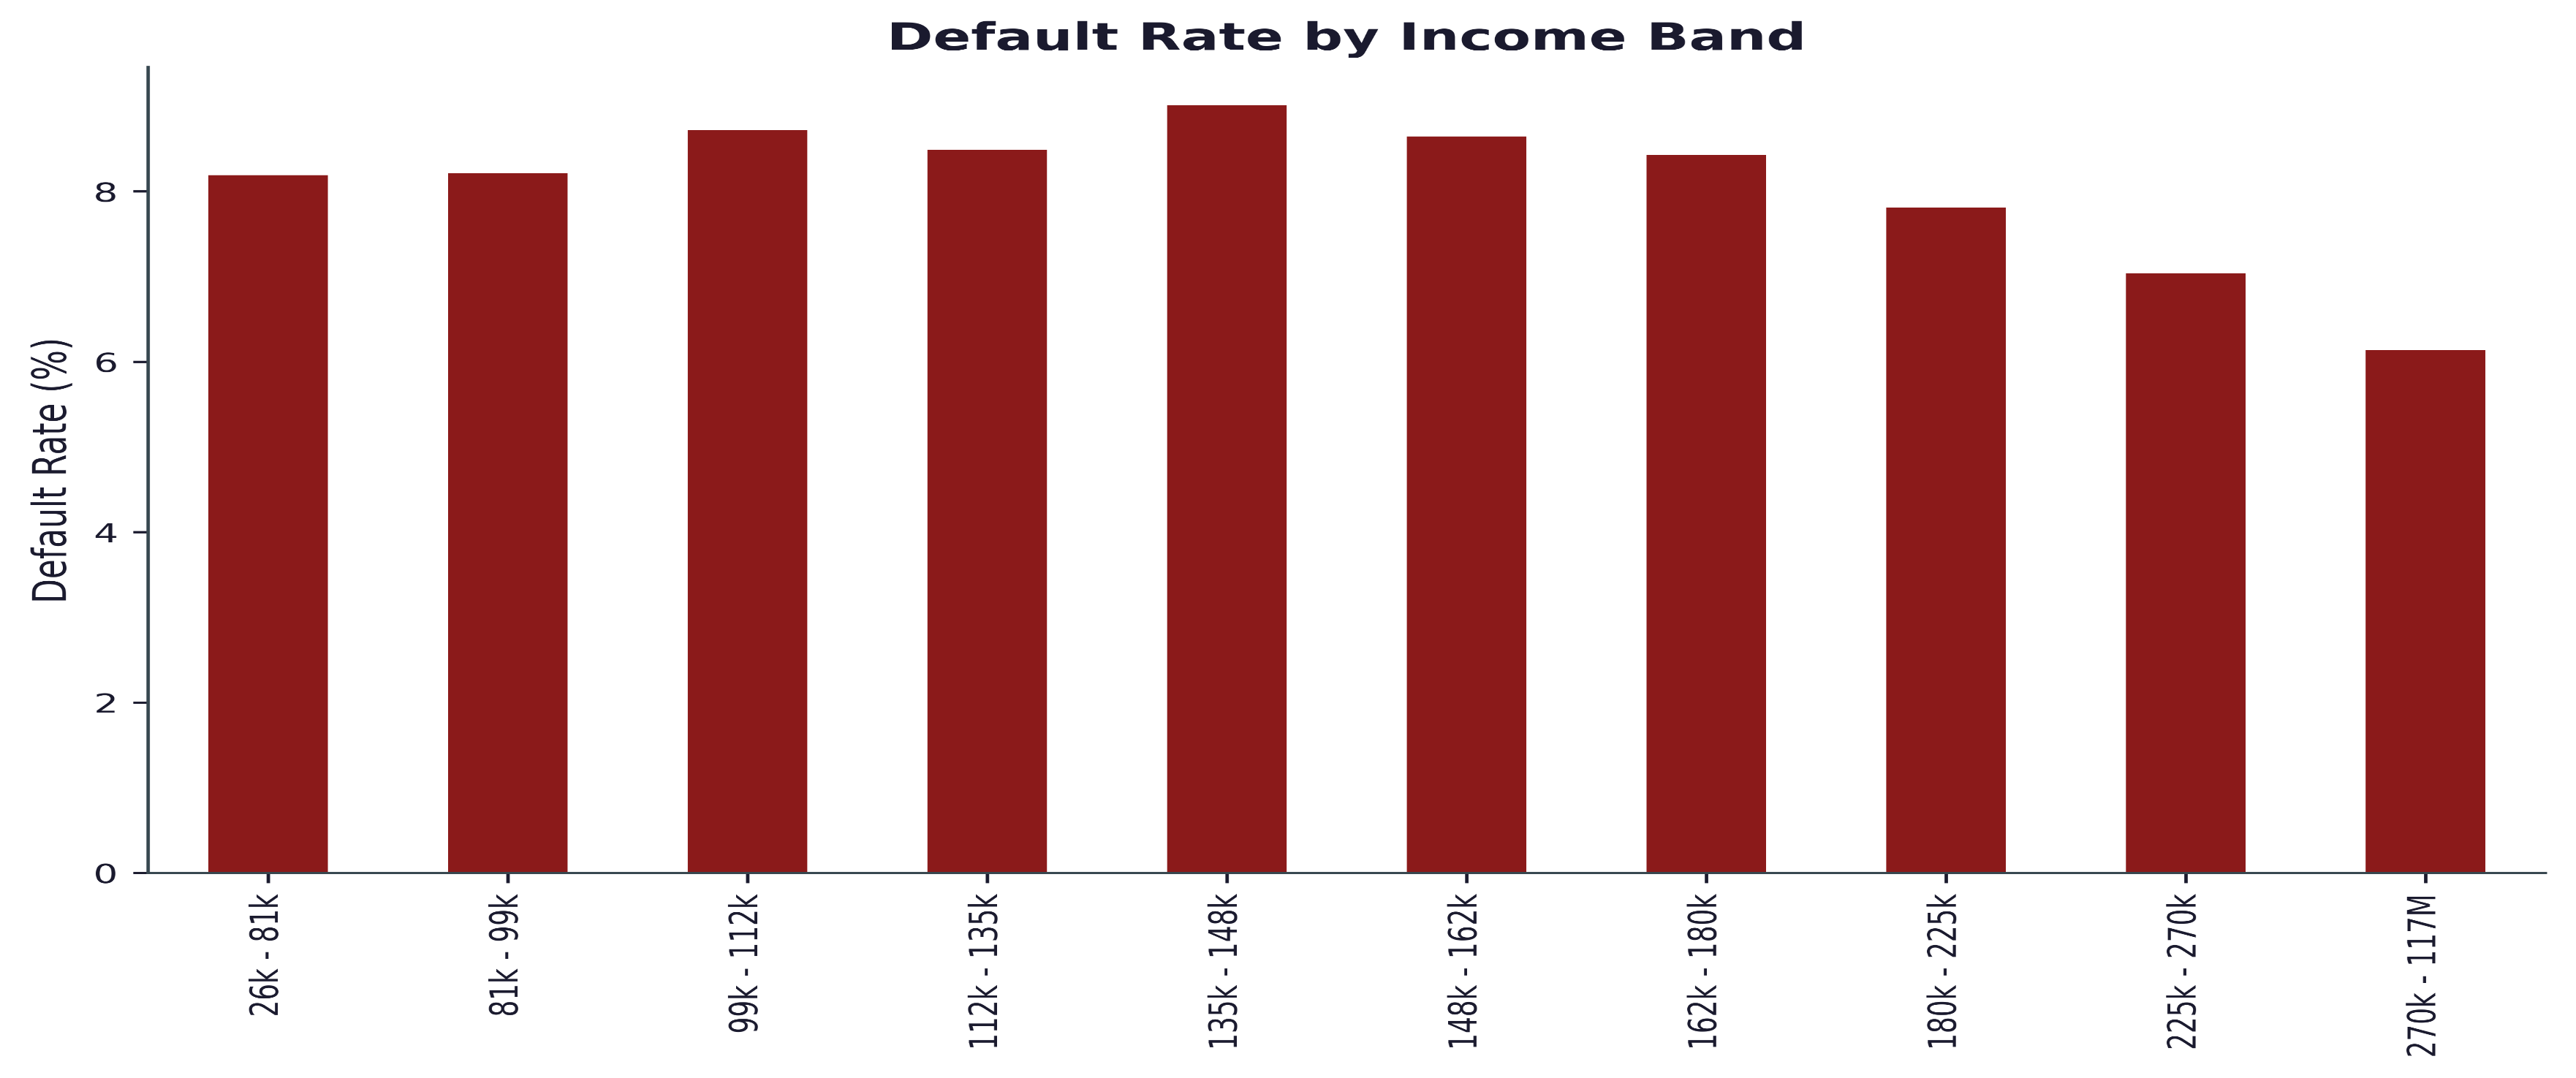 Default Rate by Income Band
Default Rate (%)
8
6
4
2
0
26k - 81k
81k - 99k
99k - 112k
112k - 135k
135k - 148k
148k - 162k
162k - 180k
180k - 225k
225k - 270k
270k - 117M